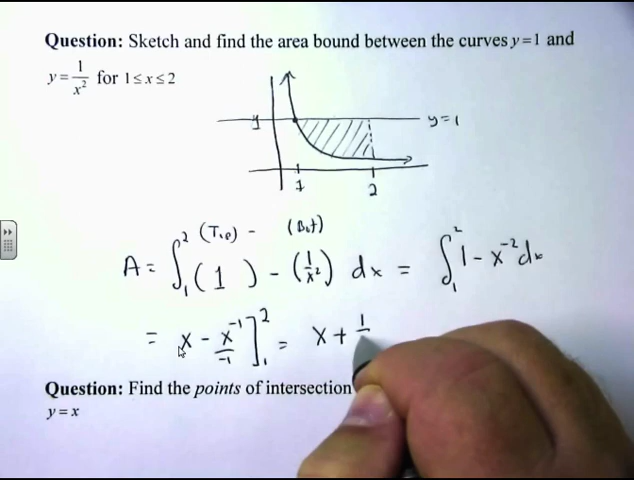 Question: Sketch and find the area bound between the curves y = 1 and
y = 1/x² for 1 ≤ x ≤ 2
1 y = 1
1 2
(Top) - (Bot)
A = ∫₁² (1) - (1/x²) dx = ∫₁² 1 - x⁻² dx
= x - x⁻¹/-1 ]₁² = x + 1/
Question: Find the points of intersection
y = x